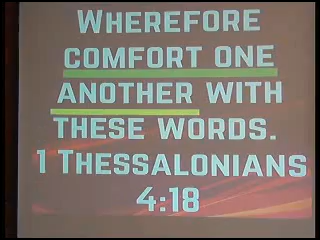 WHEREFORE
COMFORT ONE
ANOTHER WITH
THESE WORDS.
1 THESSALONIANS
4:18